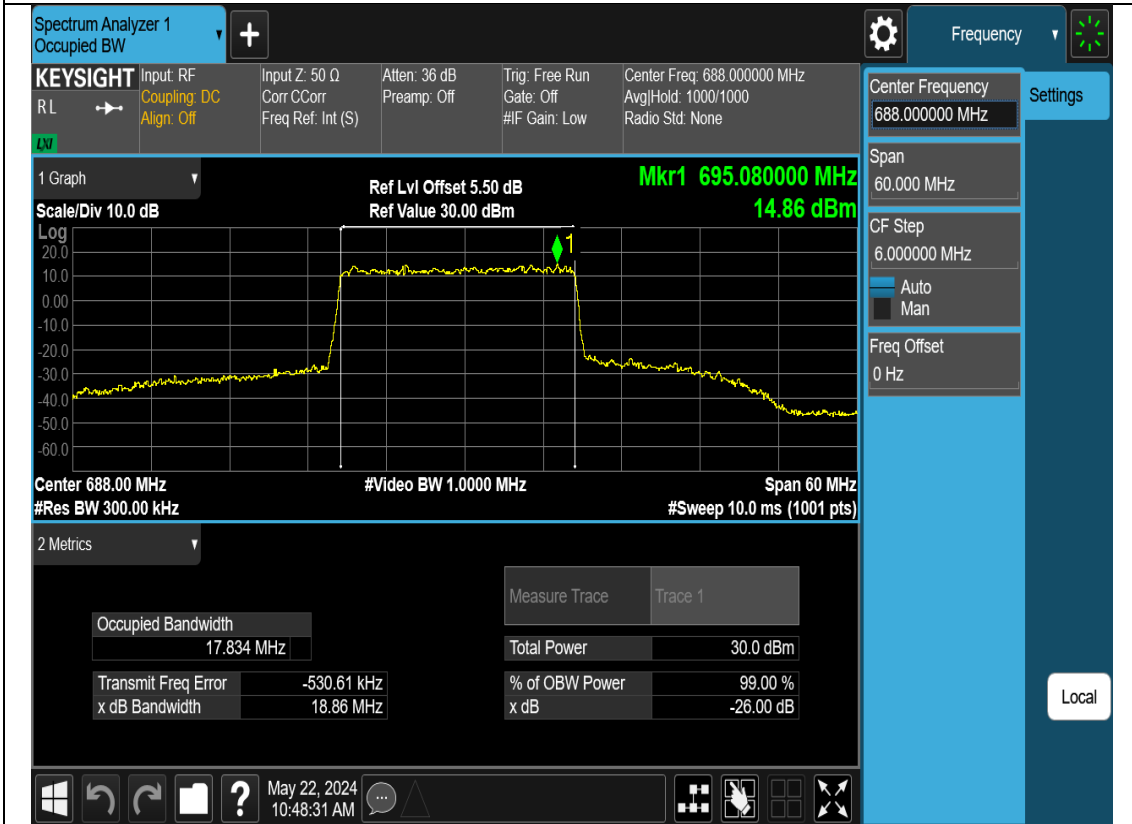 Spectrum Analyzer 1
Occupied BW
+
Frequency
KEYSIGHT Input: RF Input Z: 50 Ω Atten: 36 dB Trig: Free Run Center Freq: 688.000000 MHz
RL Coupling: DC Corr CCorr Preamp: Off Gate: Off Avg|Hold: 1000/1000
Align: Off Freq Ref: Int (S) #IF Gain: Low Radio Std: None
LXI
Center Frequency
688.000000 MHz
Settings
Span
60.000 MHz
CF Step
6.000000 MHz
Auto
Man
Freq Offset
0 Hz
Local
1 Graph
Ref Lvl Offset 5.50 dB
Mkr1 695.080000 MHz
Scale/Div 10.0 dB
Ref Value 30.00 dBm
14.86 dBm
Log
1
20.0
10.0
0.00
-10.0
-20.0
-30.0
-40.0
-50.0
-60.0
Center 688.00 MHz #Video BW 1.0000 MHz Span 60 MHz
#Res BW 300.00 kHz #Sweep 10.0 ms (1001 pts)
2 Metrics
Measure Trace Trace 1
Occupied Bandwidth
17.834 MHz
Total Power 30.0 dBm
Transmit Freq Error -530.61 kHz % of OBW Power 99.00 %
x dB Bandwidth 18.86 MHz x dB -26.00 dB
?
May 22, 2024
10:48:31 AM